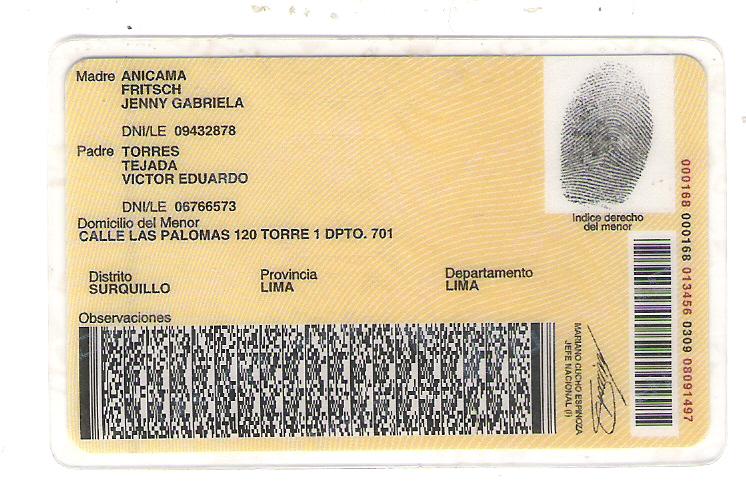 Madre ANICAMA
FRITSCH
JENNY GABRIELA
DNI/LE 09432878
Padre TORRES
TEJADA
VICTOR EDUARDO
DNI/LE 06766573
Domicilio del Menor
CALLE LAS PALOMAS 120 TORRE 1 DPTO. 701
Distrito Provincia Departamento
SURQUILLO LIMA LIMA
Observaciones
Indice derecho
del menor
000168 000168 013456 0309 08091497
MARIANO CUCHO ESPINOZA
JEFE NACIONAL (i)